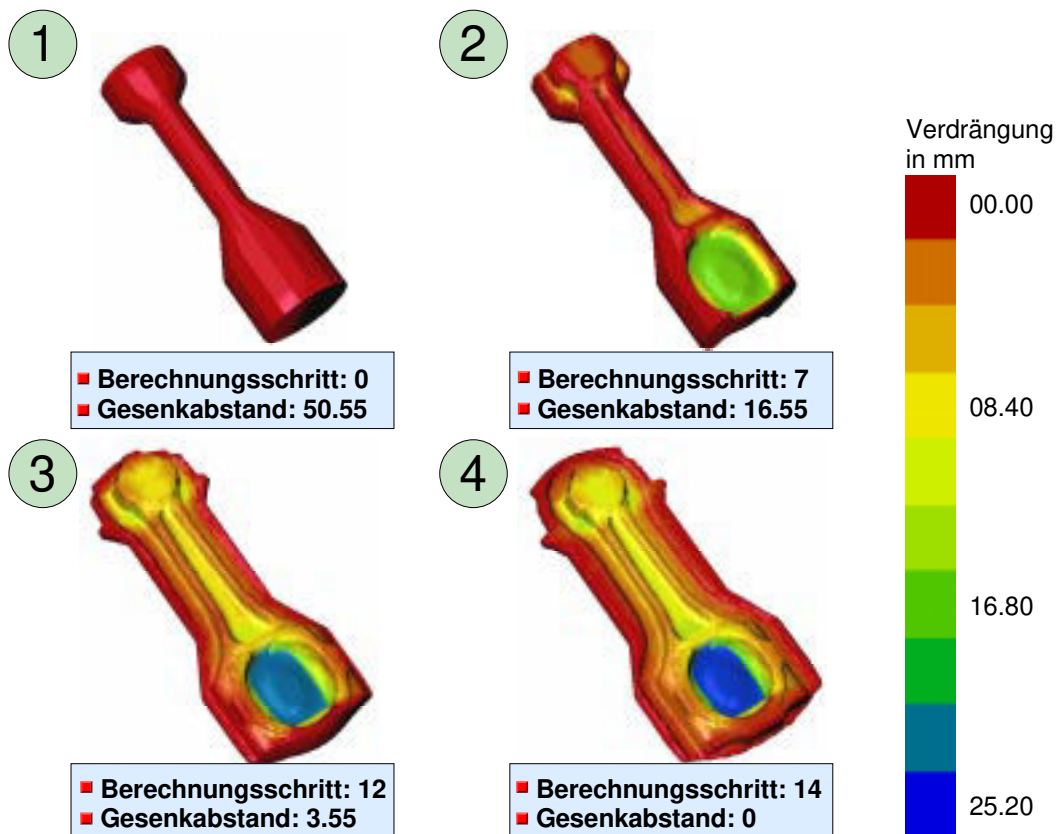 1
Berechnungsschritt: 0
Gesenkabstand: 50.55
2
Berechnungsschritt: 7
Gesenkabstand: 16.55
3
Berechnungsschritt: 12
Gesenkabstand: 3.55
4
Berechnungsschritt: 14
Gesenkabstand: 0
Verdrängung
in mm
00.00
08.40
16.80
25.20